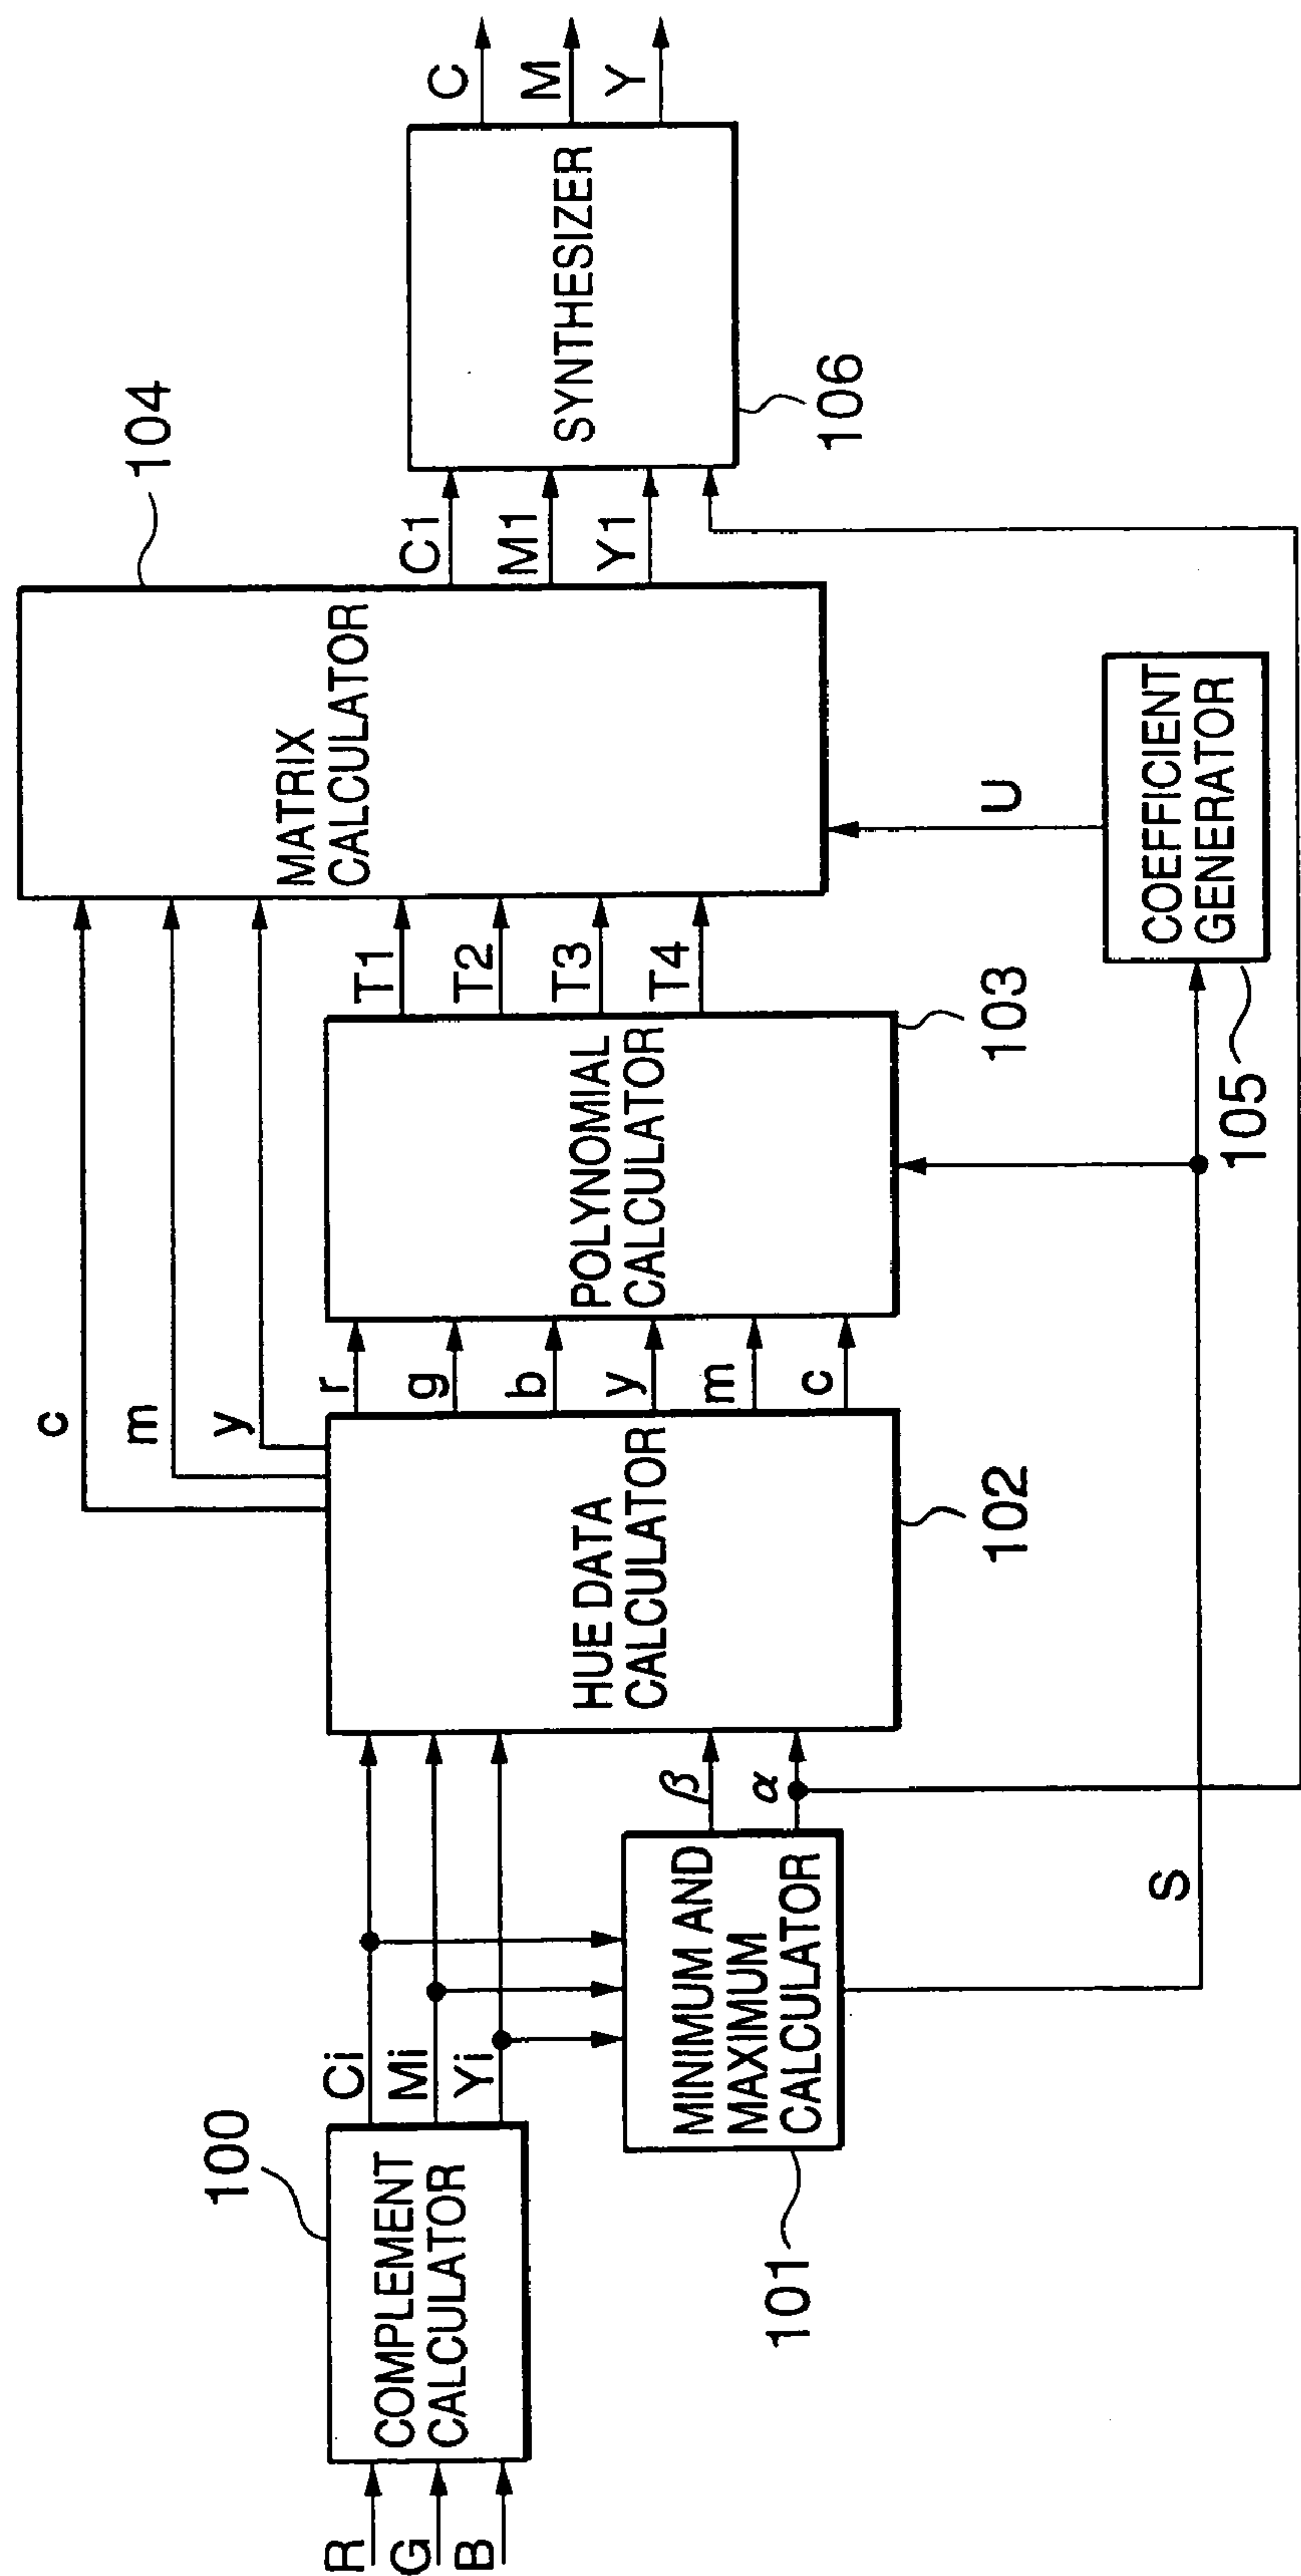 R
G
B
COMPLEMENT
CALCULATOR
100
Ci
Mi
Yi
MINIMUM AND
MAXIMUM
CALCULATOR
101
β
α
S
HUE DATA
CALCULATOR
102
c
m
y
r
g
b
y
m
c
POLYNOMIAL
CALCULATOR
103
T1
T2
T3
T4
MATRIX
CALCULATOR
104
U
COEFFICIENT
GENERATOR
105
C1
M1
Y1
SYNTHESIZER
106
C
M
Y